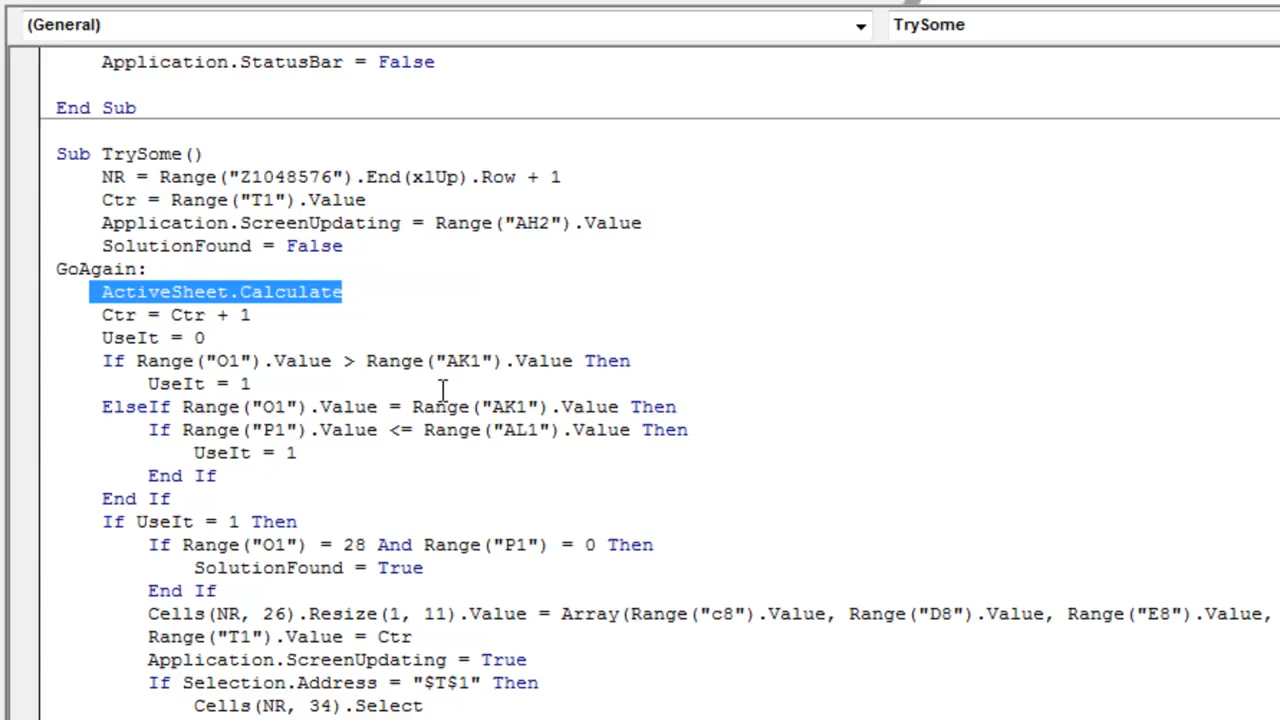 (General) TrySome
Application.StatusBar = False
End Sub
Sub TrySome()
NR = Range("Z1048576").End(xlUp).Row + 1
Ctr = Range("T1").Value
Application.ScreenUpdating = Range("AH2").Value
SolutionFound = False
GoAgain:
ActiveSheet.Calculate
Ctr = Ctr + 1
UseIt = 0
If Range("O1").Value > Range("AK1").Value Then
UseIt = 1
ElseIf Range("O1").Value = Range("AK1").Value Then
If Range("P1").Value <= Range("AL1").Value Then
UseIt = 1
End If
End If
If UseIt = 1 Then
If Range("O1") = 28 And Range("P1") = 0 Then
SolutionFound = True
End If
Cells(NR, 26).Resize(1, 11).Value = Array(Range("c8").Value, Range("D8").Value, Range("E8").Value,
Range("T1").Value = Ctr
Application.ScreenUpdating = True
If Selection.Address = "$T$1" Then
Cells(NR, 34).Select